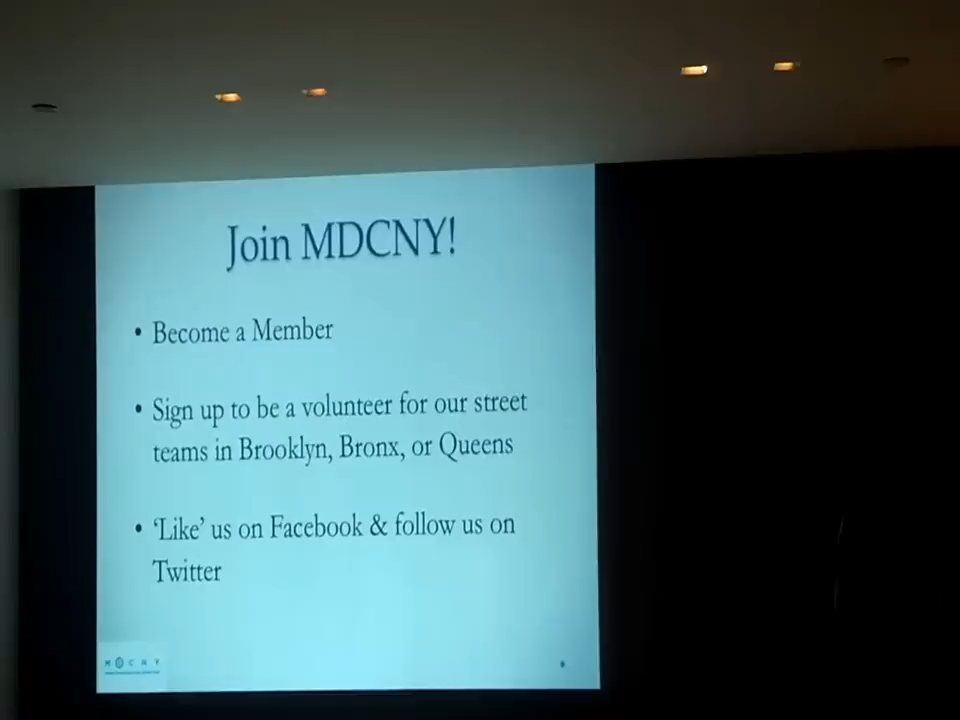 Join MDCNY!
• Become a Member
• Sign up to be a volunteer for our street
teams in Brooklyn, Bronx, or Queens
• 'Like' us on Facebook & follow us on
Twitter
M D C N Y